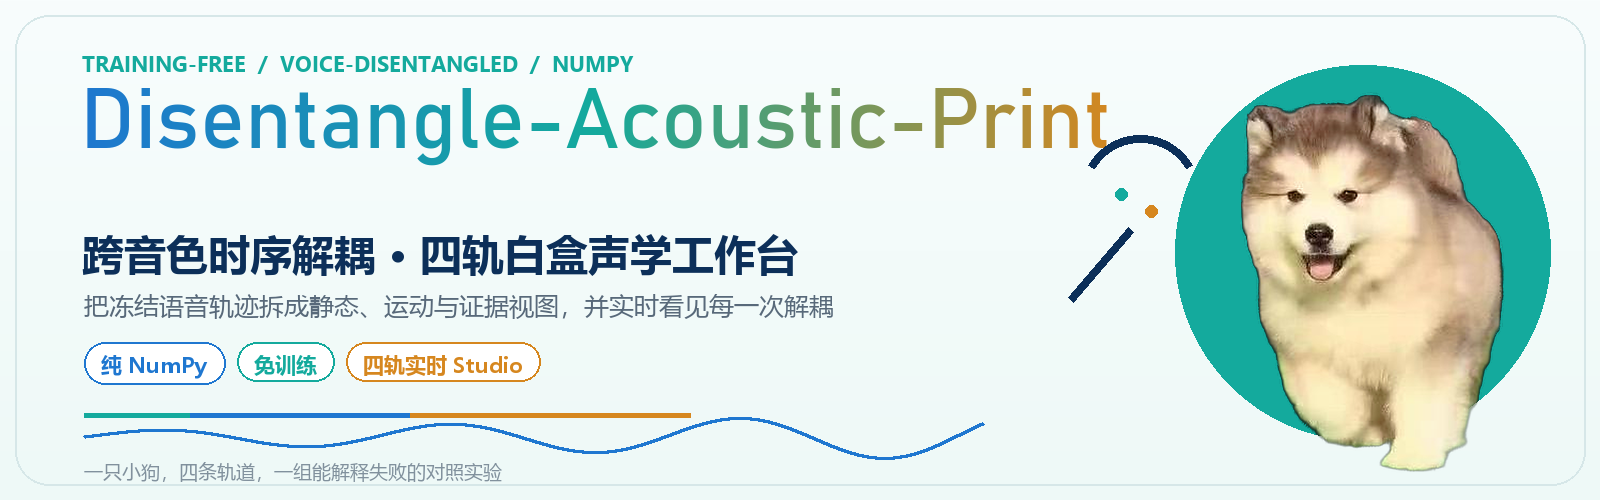 TRAINING-FREE / VOICE-DISENTANGLED / NUMPY
Disentangle-Acoustic-Print
跨音色时序解耦 · 四轨白盒声学工作台
把冻结语音轨迹拆成静态、运动与证据视图，并实时看见每一次解耦
纯 NumPy 免训练 四轨实时 Studio
一只小狗，四条轨道，一组能解释失败的对照实验